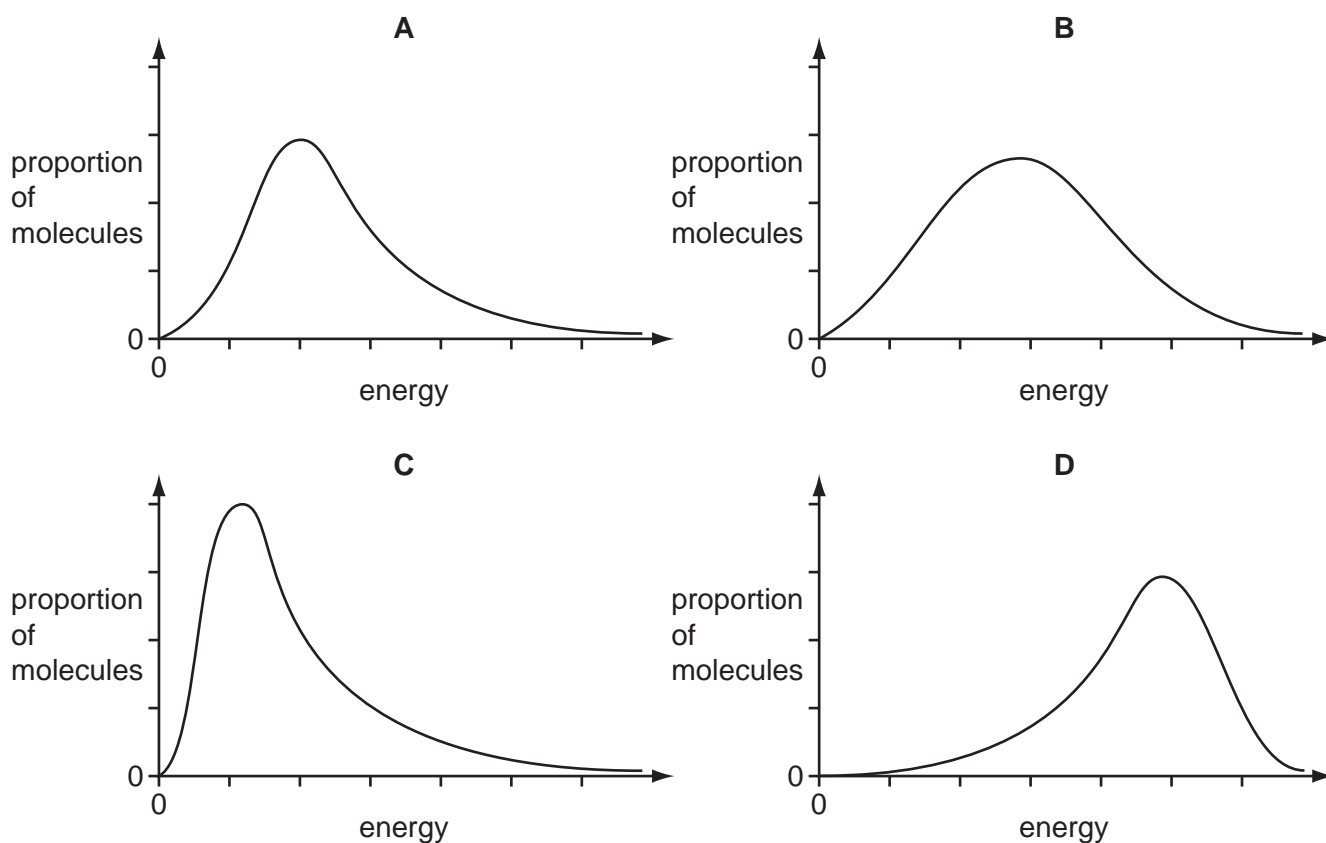 A
proportion
of
molecules
0
0
energy
B
proportion
of
molecules
0
0
energy
C
proportion
of
molecules
0
0
energy
D
proportion
of
molecules
0
0
energy